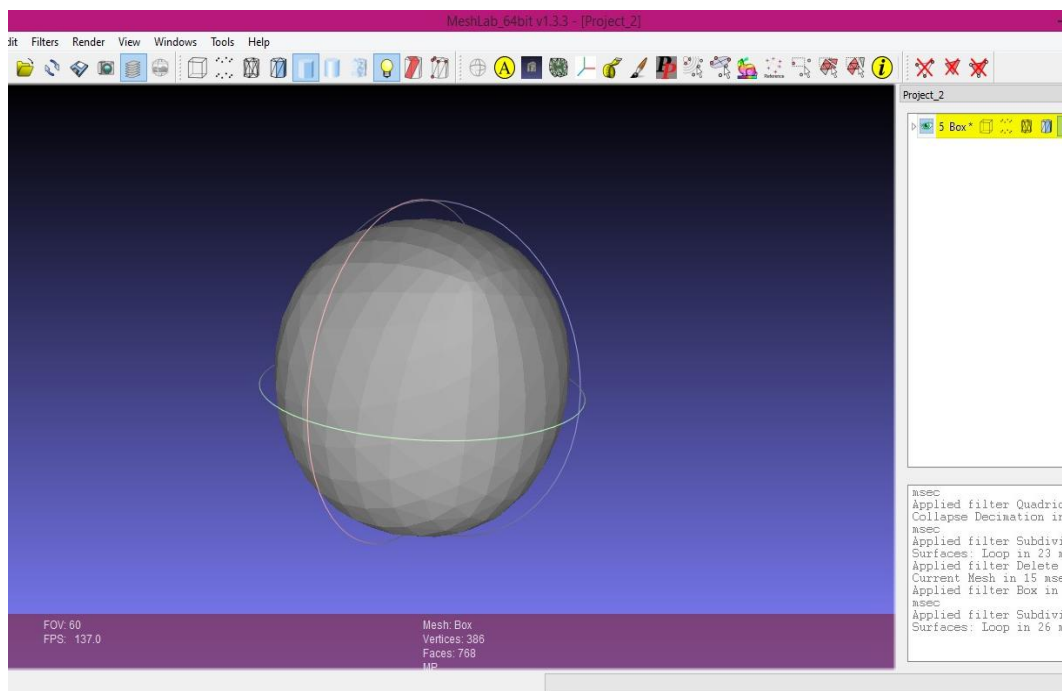 MeshLab_64bit v1.3.3 - [Project_2]
dit Filters Render View Windows Tools Help
A
PP
Reference
i
Project_2
5 Box*
msec
Applied filter Quadric
Collapse Decimation in
msec
Applied filter Subdivi
Surfaces: Loop in 23 m
Applied filter Delete
Current Mesh in 15 mse
Applied filter Box in
msec
Applied filter Subdivi
Surfaces: Loop in 26 m
FOV: 60
FPS: 137.0
Mesh: Box
Vertices: 386
Faces: 768